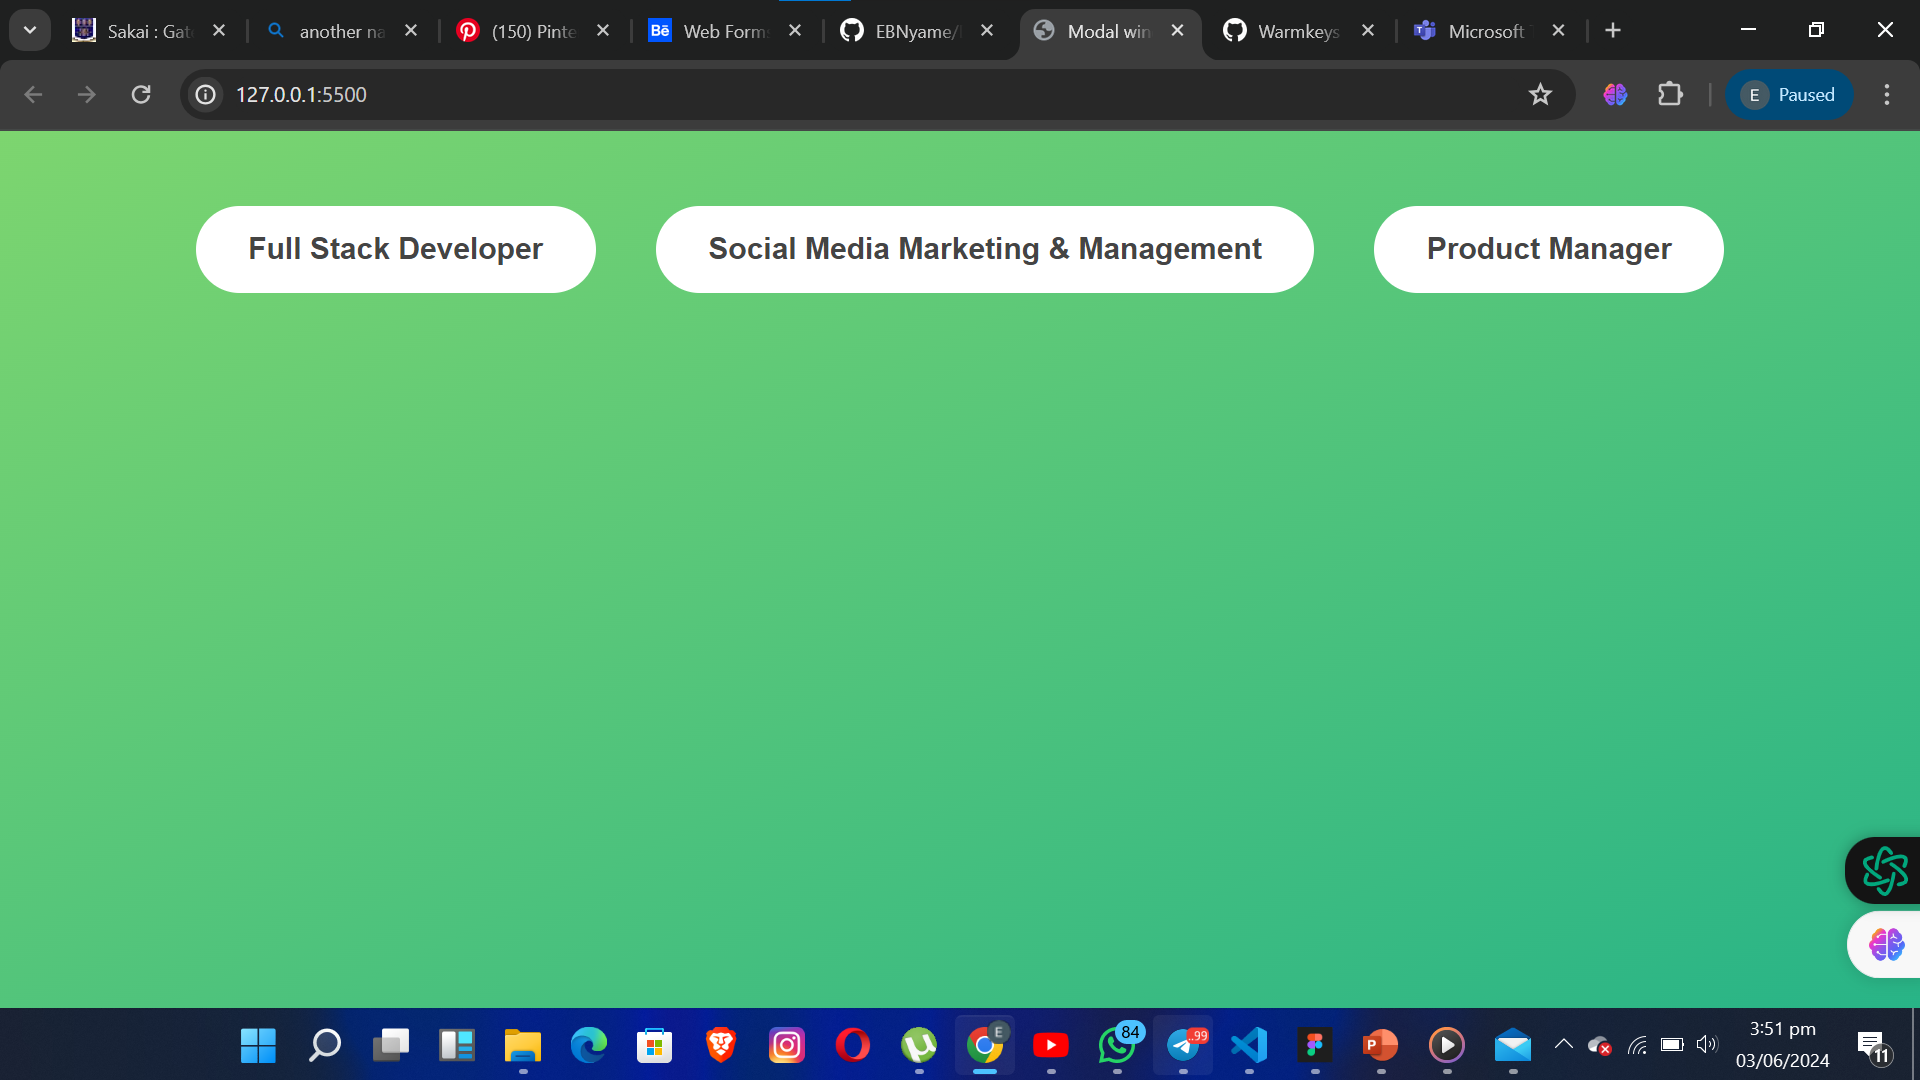 Sakai : Gat
another na
(150) Pinte
Bē Web Form
EBNyame/
Modal win
Warmkeys
Microsoft
127.0.0.1:5500
E Paused
Full Stack Developer
Social Media Marketing & Management
Product Manager
E
84
..99
P
3:51 pm
03/06/2024
11